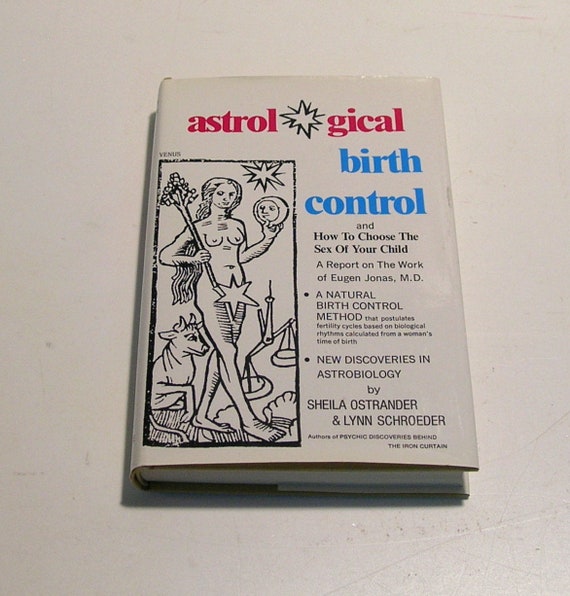 astrological
birth
control
VENUS
and
How To Choose The
Sex Of Your Child
A Report on The Work
of Eugen Jonas, M.D.
• A NATURAL
BIRTH CONTROL
METHOD that postulates
fertility cycles based on biological
rhythms calculated from a woman's
time of birth
• NEW DISCOVERIES IN
ASTROBIOLOGY
by
SHEILA OSTRANDER
& LYNN SCHROEDER
Authors of PSYCHIC DISCOVERIES BEHIND
THE IRON CURTAIN